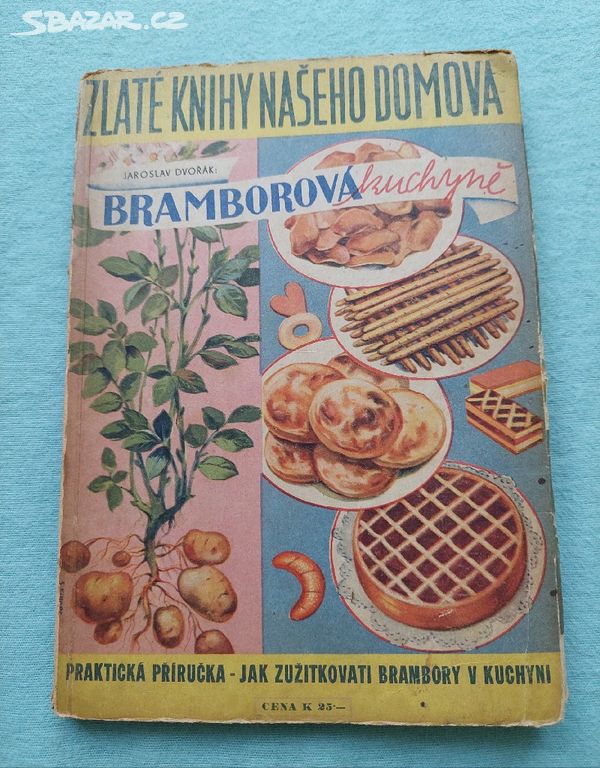 SBAZAR.CZ
ZLATÉ KNIHY NAŠEHO DOMOVA
JAROSLAV DVOŘÁK:
BRAMBOROVÁ kuchyně
PRAKTICKÁ PŘÍRUČKA - JAK ZUŽITKOVATI BRAMBORY V KUCHYNI
CENA K 25·—